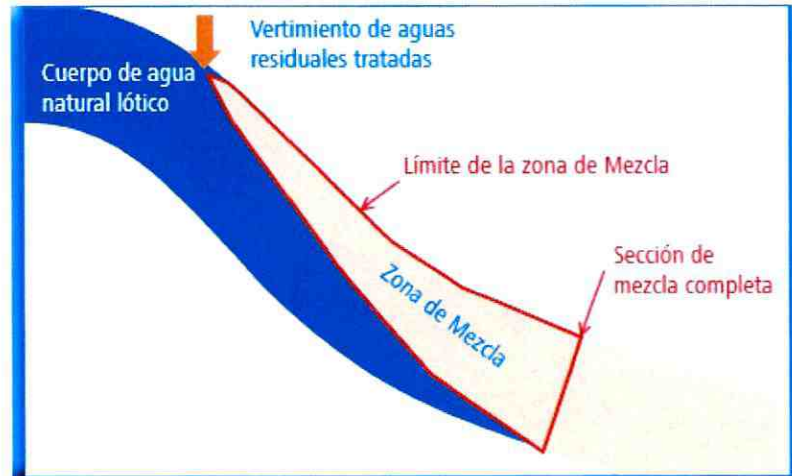 Vertimiento de aguas
residuales tratadas
Cuerpo de agua
natural lótico
Límite de la zona de Mezcla
Sección de
mezcla completa
Zona de Mezcla